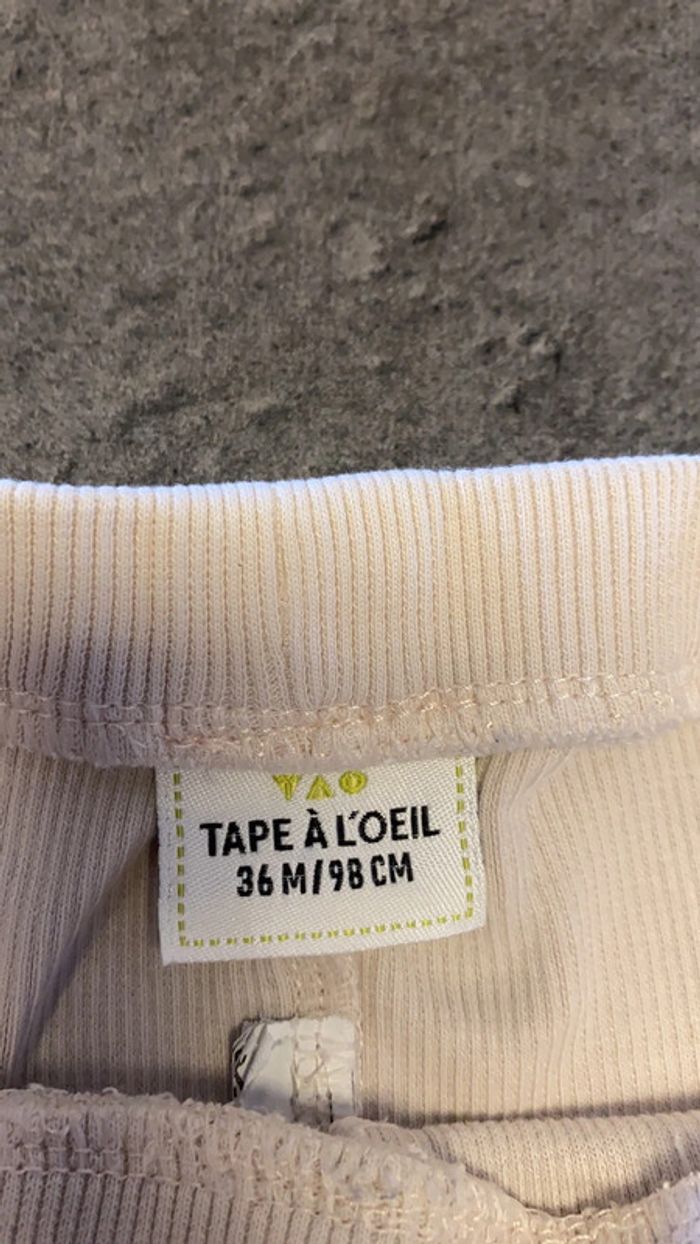 TAPE À L'OEIL
36 M/98 CM